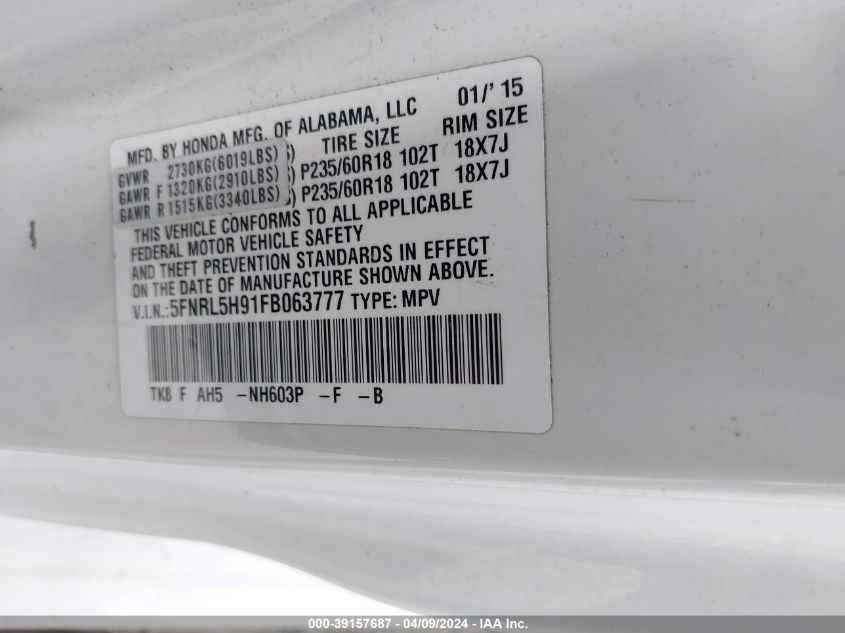 MFD. BY HONDA MFG. OF ALABAMA, LLC 01/'15
TIRE SIZE RIM SIZE
GVWR 2730KG(6019LBS)
GAWR F 1320KG(2910LBS) P235/60R18 102T 18X7J
GAWR R 1515KG(3340LBS) P235/60R18 102T 18X7J
THIS VEHICLE CONFORMS TO ALL APPLICABLE
FEDERAL MOTOR VEHICLE SAFETY
AND THEFT PREVENTION STANDARDS IN EFFECT
ON THE DATE OF MANUFACTURE SHOWN ABOVE.
V.I.N.:5FNRL5H91FB063777 TYPE: MPV
TK8 F AH5 -NH603P -F -B
000-39157687 - 04/09/2024 - IAA Inc.